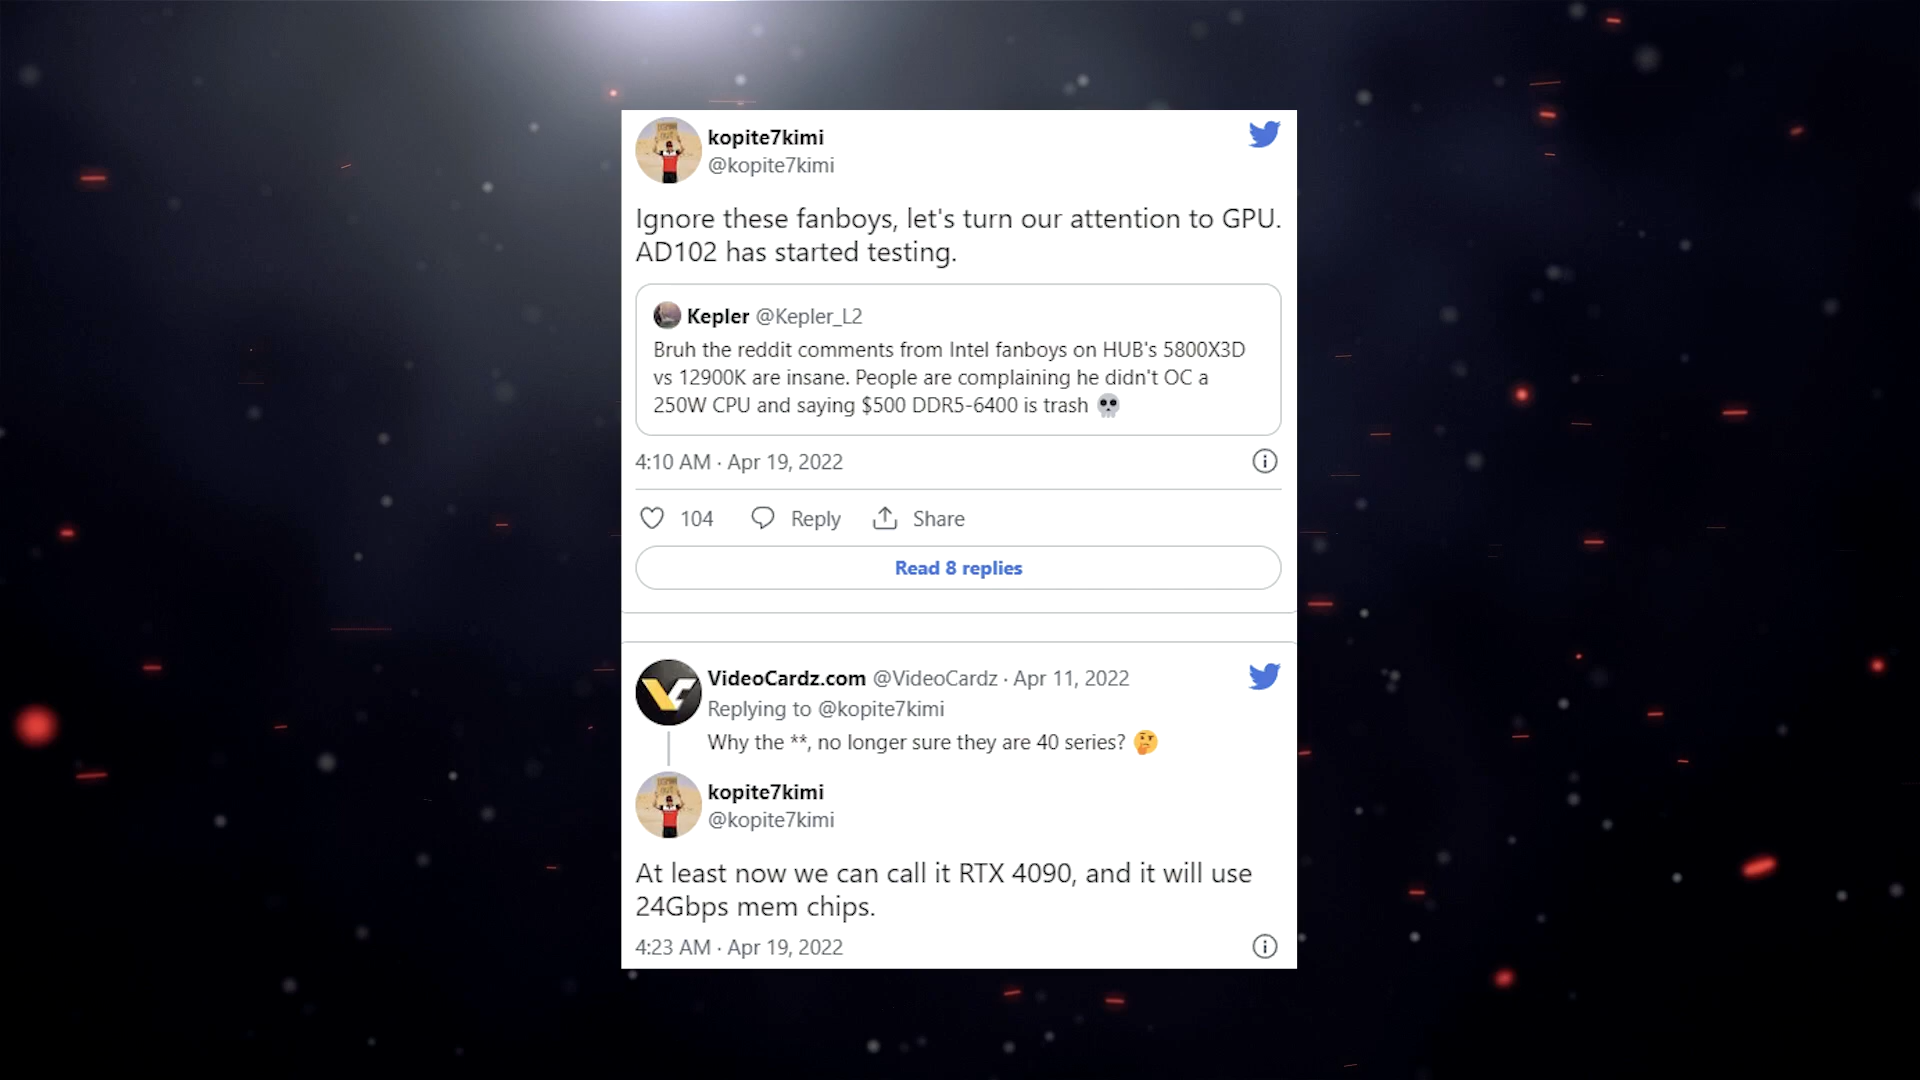 kopite7kimi
@kopite7kimi
Ignore these fanboys, let's turn our attention to GPU.
AD102 has started testing.
Kepler @Kepler_L2
Bruh the reddit comments from Intel fanboys on HUB's 5800X3D
vs 12900K are insane. People are complaining he didn't OC a
250W CPU and saying $500 DDR5-6400 is trash 💀
4:10 AM · Apr 19, 2022
104 Reply Share
Read 8 replies
VideoCardz.com @VideoCardz · Apr 11, 2022
Replying to @kopite7kimi
Why the **, no longer sure they are 40 series? 🤔
kopite7kimi
@kopite7kimi
At least now we can call it RTX 4090, and it will use
24Gbps mem chips.
4:23 AM · Apr 19, 2022